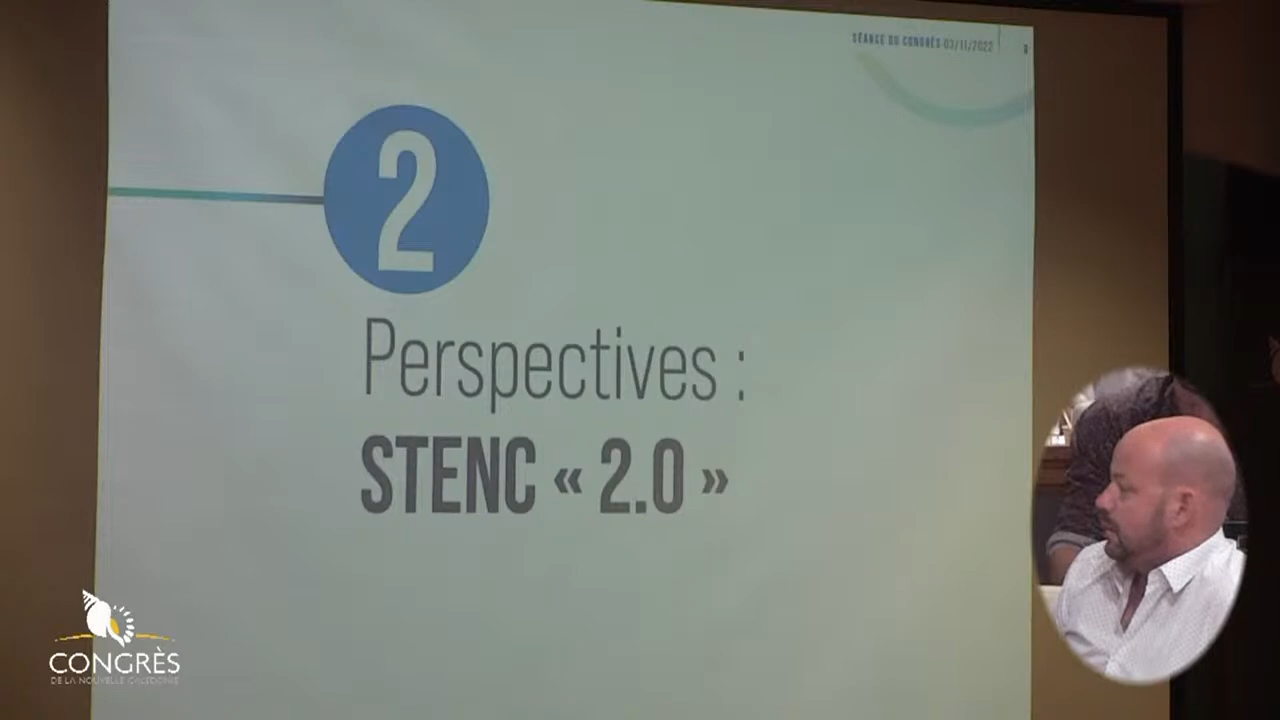 SÉANCE DU CONGRÈS 03/11/2022
2
Perspectives :
STENC « 2.0 »
CONGRÈS
DE LA NOUVELLE-CALÉDONIE